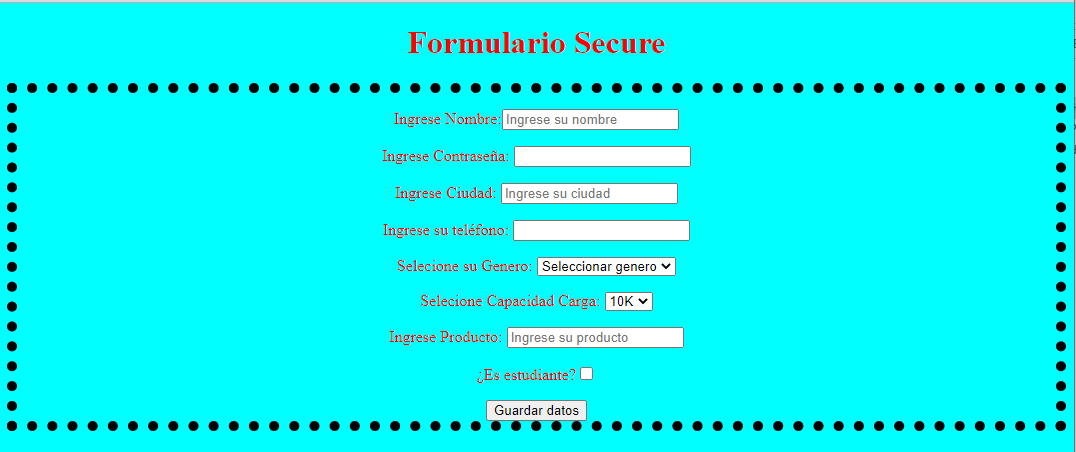 Formulario Secure
Ingrese Nombre: Ingrese su nombre
Ingrese Contraseña:
Ingrese Ciudad: Ingrese su ciudad
Ingrese su teléfono:
Selecione su Genero: Seleccionar genero
Selecione Capacidad Carga: 10K
Ingrese Producto: Ingrese su producto
¿Es estudiante?
Guardar datos